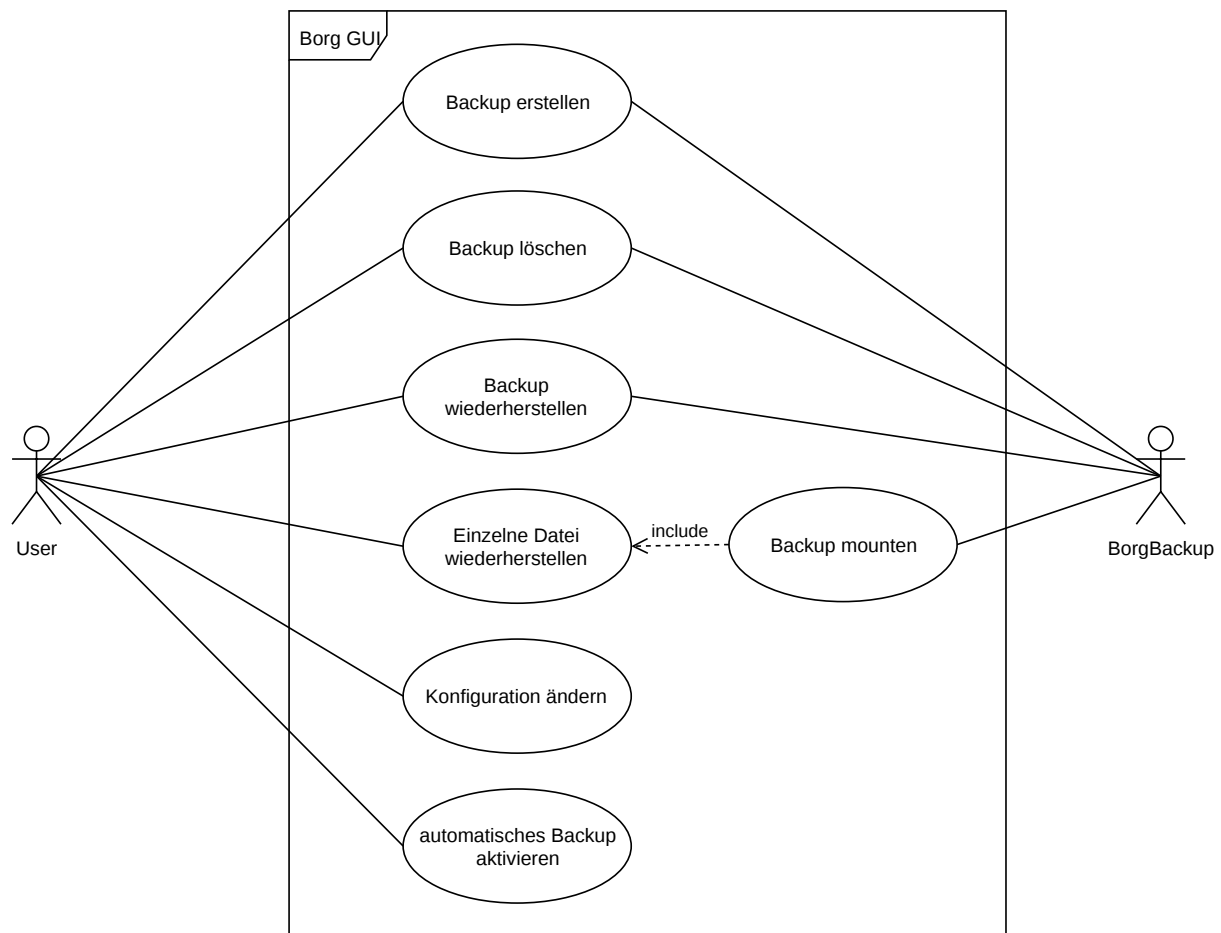 Borg GUI
Backup erstellen
Backup löschen
Backup
wiederherstellen
User
Einzelne Datei
wiederherstellen
include
Backup mounten
BorgBackup
Konfiguration ändern
automatisches Backup
aktivieren